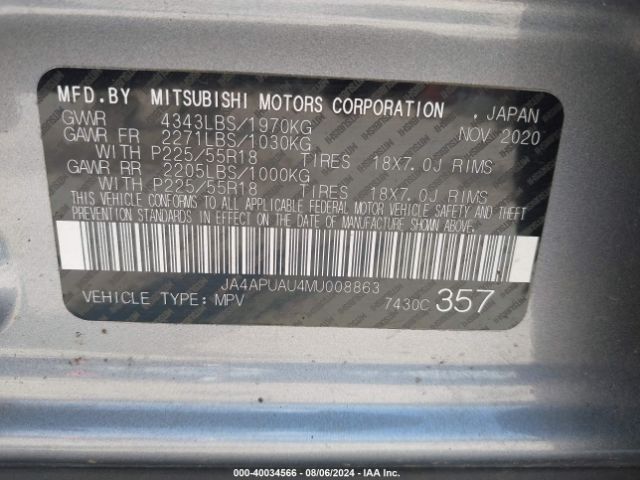 MFD.BY MITSUBISHI MOTORS CORPORATION , JAPAN
GVWR 4343LBS/1970KG NOV 2020
GAWR FR 2271LBS/1030KG
WITH P225/55R18 TIRES 18X7.0J RIMS
GAWR RR 2205LBS/1000KG
WITH P225/55R18 TIRES 18X7.0J RIMS
THIS VEHICLE CONFORMS TO ALL APPLICABLE FEDERAL MOTOR VEHICLE SAFETY AND THEFT
PREVENTION STANDARDS IN EFFECT ON THE DATE OF MANUFACTURE SHOWN ABOVE.
JA4APUAU4MU008863
VEHICLE TYPE: MPV 7430C 357
000-40034566 - 08/06/2024 - IAAI.COM